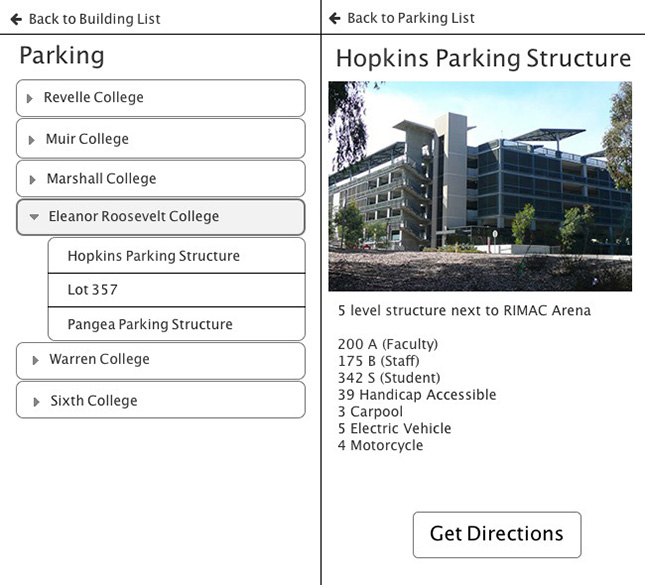 Back to Building List
Parking
Revelle College
Muir College
Marshall College
Eleanor Roosevelt College
Hopkins Parking Structure
Lot 357
Pangea Parking Structure
Warren College
Sixth College
Back to Parking List
Hopkins Parking Structure
5 level structure next to RIMAC Arena
200 A (Faculty)
175 B (Staff)
342 S (Student)
39 Handicap Accessible
3 Carpool
5 Electric Vehicle
4 Motorcycle
Get Directions